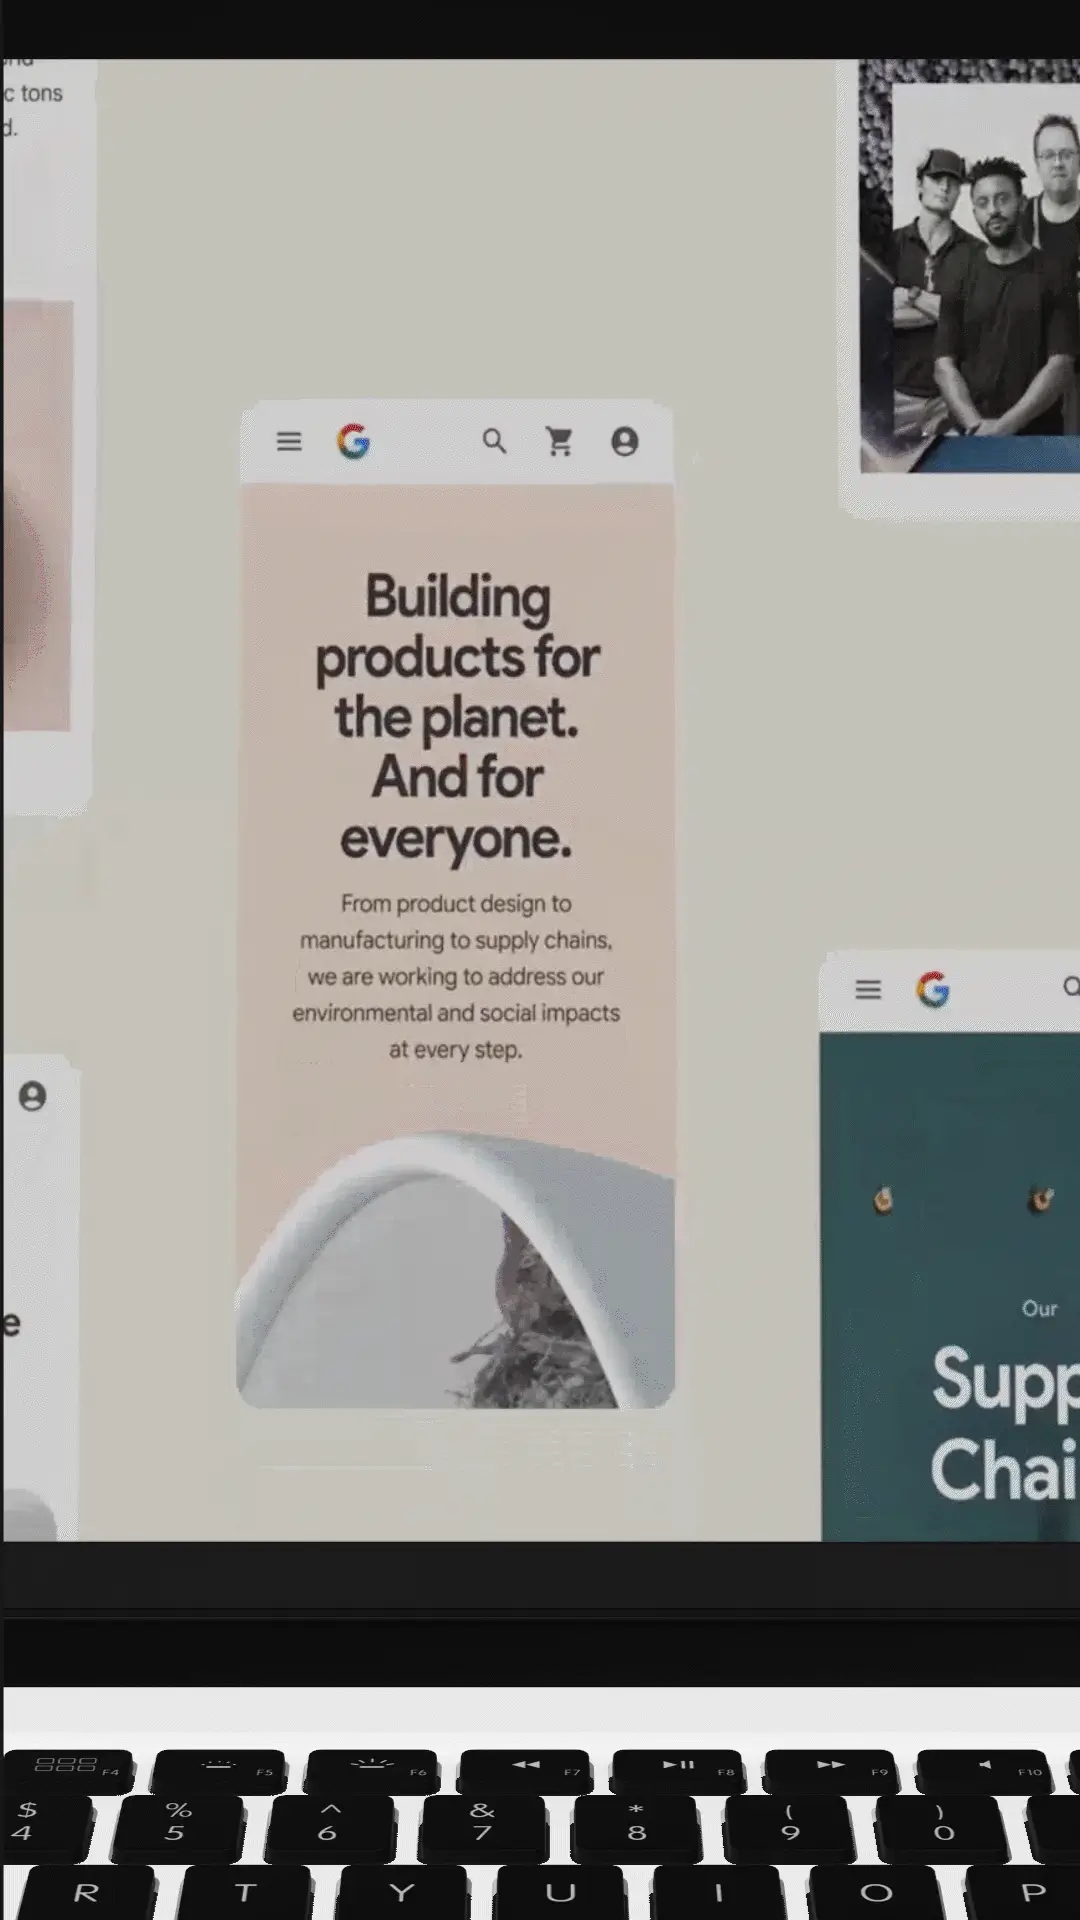 c tons
d.
Building
products for
the planet.
And for
everyone.
From product design to
manufacturing to supply chains,
we are working to address our
environmental and social impacts
at every step.
e
Our
Supp
Chai
F4
F5
F6
F7
F8
F9
F10
$ % ^ & * ( )
4 5 6 7 8 9 0
R T Y U I O P